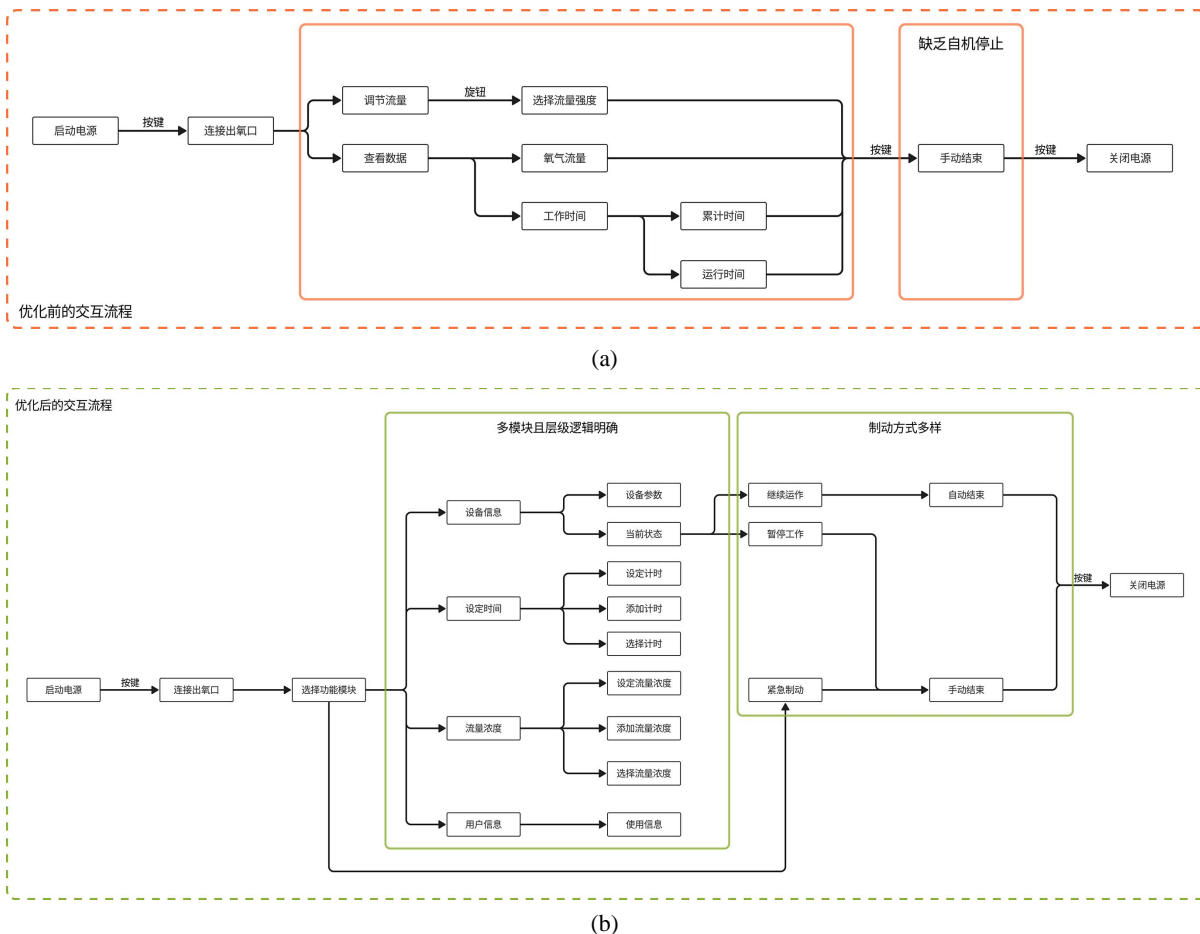 缺乏自机停止
调节流量
旋钮
选择流量强度
启动电源
按键
连接出氧口
查看数据
氧气流量
按键
手动结束
按键
关闭电源
工作时间
累计时间
运行时间
优化前的交互流程
(a)
优化后的交互流程
多模块且层级逻辑明确
制动方式多样
设备信息
设备参数
当前状态
继续运作
自动结束
暂停工作
设定时间
设定计时
添加计时
选择计时
按键
关闭电源
启动电源
按键
连接出氧口
选择功能模块
设定流量浓度
紧急制动
手动结束
流量浓度
添加流量浓度
选择流量浓度
用户信息
使用信息
(b)